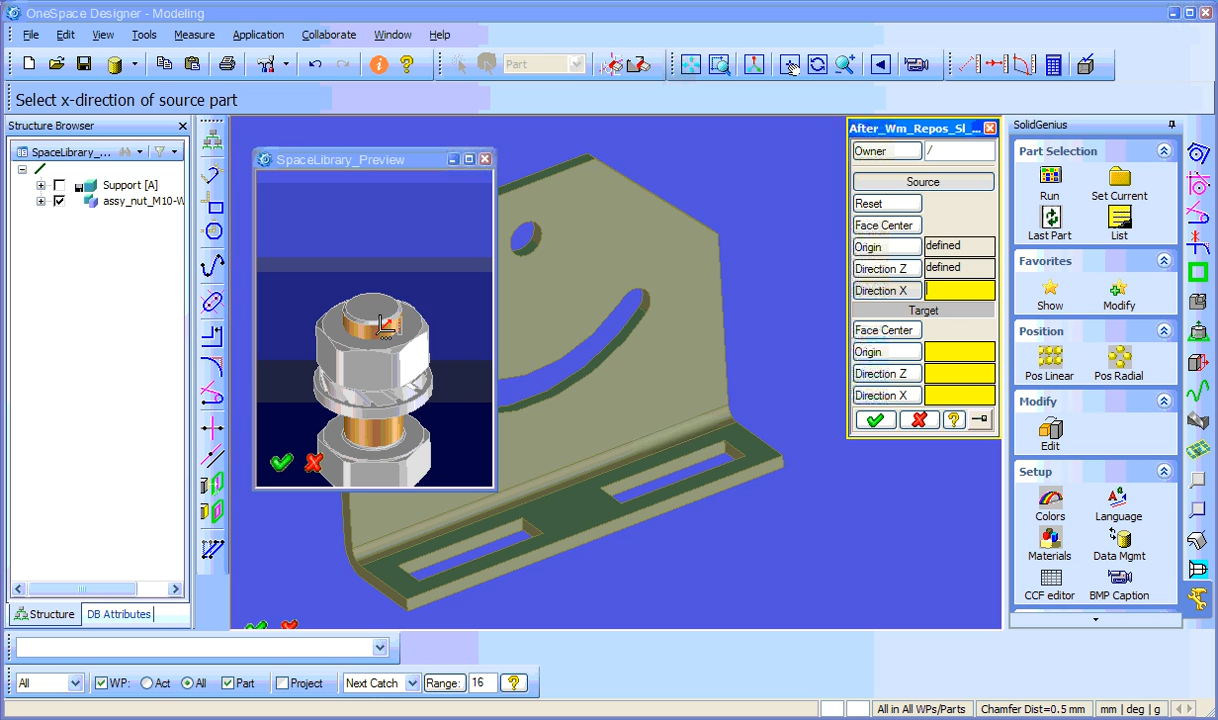 OneSpace Designer - Modeling
File Edit View Tools Measure Application Collaborate Window Help
Part
Select x-direction of source part
Structure Browser
SpaceLibrary_...
Support [A]
assy_nut_M10-W
Structure DB Attributes
SpaceLibrary_Preview
After_Wm_Repos_Sl_...
Owner /
Source
Reset
Face Center
Origin defined
Direction Z defined
Direction X
Target
Face Center
Origin
Direction Z
Direction X
SolidGenius
Part Selection
Run Set Current
Last Part List
Favorites
Show Modify
Position
Pos Linear Pos Radial
Modify
Edit
Setup
Colors Language
Materials Data Mgmt
CCF editor BMP Caption
All WP: Act All Part Project Next Catch Range: 16
All in All WPs/Parts Chamfer Dist=0.5 mm mm | deg | g